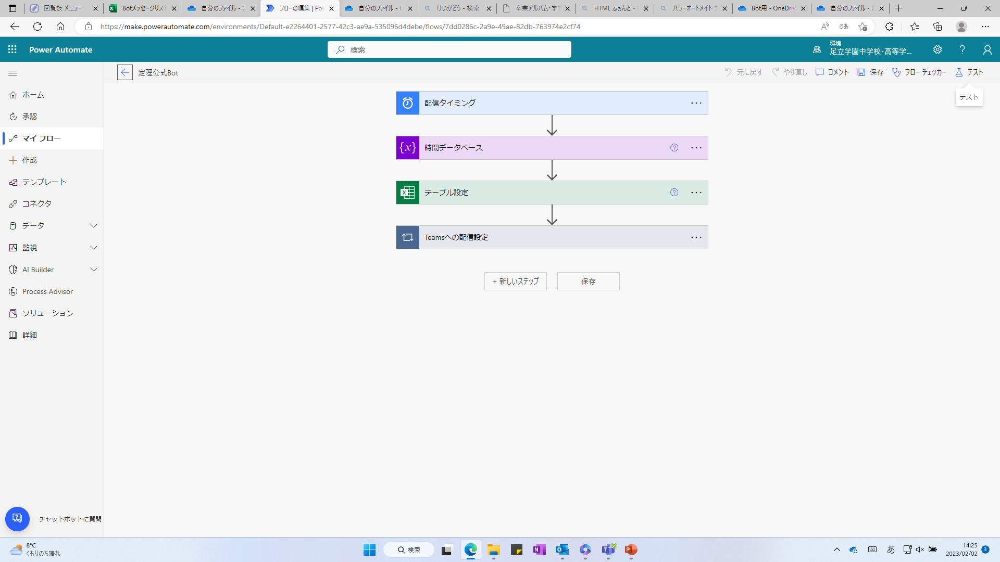 回覧板 メニュー
Botメッセージリスト
自分のファイル - O
フローの編集 | Pow
自分のファイル - O
けいがどう - 検索
卒業アルバム・学
HTML ふぉんと -
パワーオートメイト
Bot用 - OneDriv
自分のファイル - O
https://make.powerautomate.com/environments/Default-e2264401-2577-42c3-ae9a-535096d4debe/flows/7dd0286c-2a9e-49ae-82db-763974e2cf74
Power Automate
検索
環境
足立学園中学校・高等学...
定理公式Bot
元に戻す
やり直し
コメント
保存
フロー チェッカー
テスト
テスト
ホーム
承認
マイ フロー
作成
テンプレート
コネクタ
データ
監視
AI Builder
Process Advisor
ソリューション
詳細
配信タイミング
時間データベース
テーブル設定
Teamsへの配信設定
+ 新しいステップ
保存
チャットボットに質問
8°C
くもりのち晴れ
検索
あ
14:25
2023/02/02
3